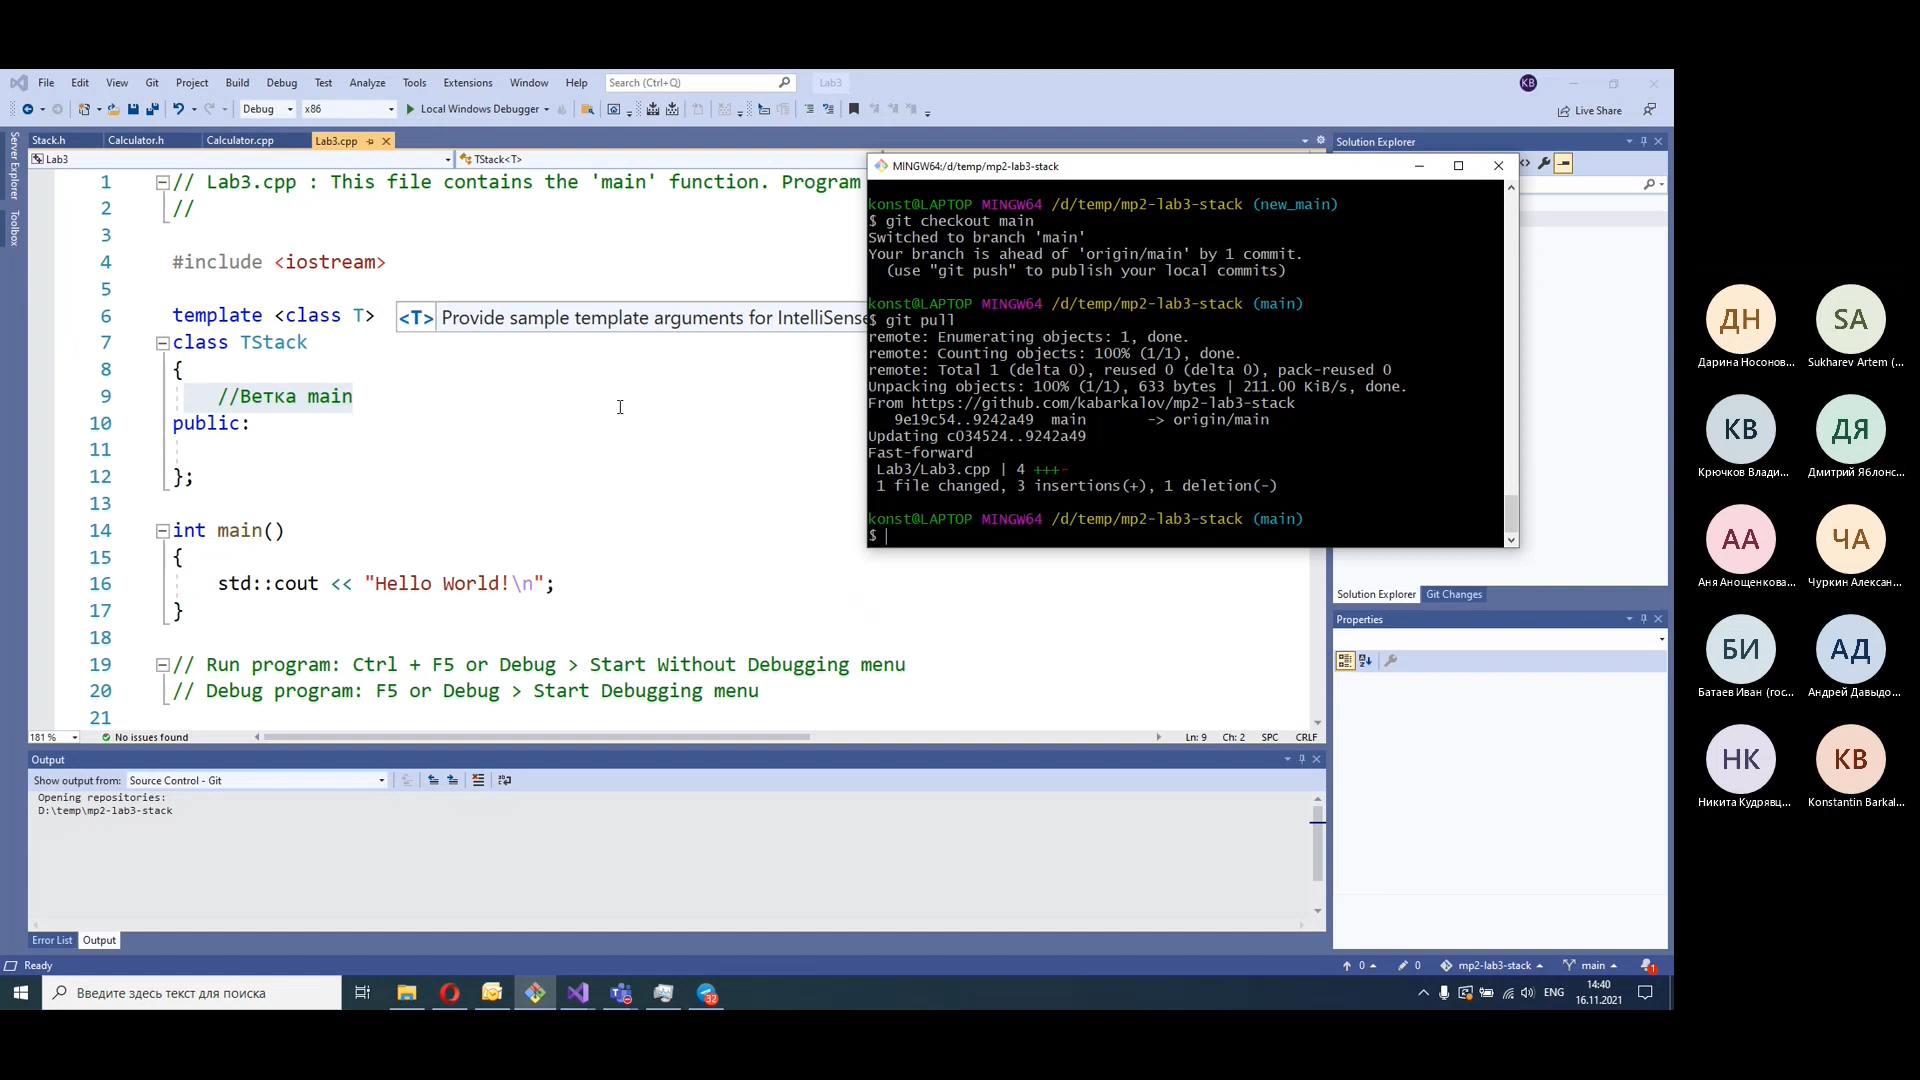 File Edit View Git Project Build Debug Test Analyze Tools Extensions Window Help Search (Ctrl+Q) Lab3 KB
Debug x86 Local Windows Debugger Live Share
Server Explorer
Toolbox
Stack.h Calculator.h Calculator.cpp Lab3.cpp
Lab3 TStack<T>
1 // Lab3.cpp : This file contains the 'main' function. Program
2 //
3
4 #include <iostream>
5
6 template <class T> <T> Provide sample template arguments for IntelliSense
7 class TStack
8 {
9 //Ветка main
10 public:
11
12 };
13
14 int main()
15 {
16 std::cout << "Hello World!\n";
17 }
18
19 // Run program: Ctrl + F5 or Debug > Start Without Debugging menu
20 // Debug program: F5 or Debug > Start Debugging menu
21
181 % No issues found Ln: 9 Ch: 2 SPC CRLF
MINGW64:/d/temp/mp2-lab3-stack
konst@LAPTOP MINGW64 /d/temp/mp2-lab3-stack (new_main)
$ git checkout main
Switched to branch 'main'
Your branch is ahead of 'origin/main' by 1 commit.
(use "git push" to publish your local commits)
konst@LAPTOP MINGW64 /d/temp/mp2-lab3-stack (main)
$ git pull
remote: Enumerating objects: 1, done.
remote: Counting objects: 100% (1/1), done.
remote: Total 1 (delta 0), reused 0 (delta 0), pack-reused 0
Unpacking objects: 100% (1/1), 633 bytes | 211.00 KiB/s, done.
From https://github.com/kabarkalov/mp2-lab3-stack
9e19c54..9242a49 main -> origin/main
Updating c034524..9242a49
Fast-forward
Lab3/Lab3.cpp | 4 +++-
1 file changed, 3 insertions(+), 1 deletion(-)
konst@LAPTOP MINGW64 /d/temp/mp2-lab3-stack (main)
$
Solution Explorer
Solution Explorer Git Changes
Properties
Output
Show output from: Source Control - Git
Opening repositories:
D:\temp\mp2-lab3-stack
Error List Output
Ready 0 0 mp2-lab3-stack main 1
Введите здесь текст для поиска 32 ENG 14:40
16.11.2021
ДН SA
Дарина Носонов... Sukharev Artem (...
КВ ДЯ
Крючков Влади... Дмитрий Яблонс...
АА ЧА
Аня Анощенкова... Чуркин Алексан...
БИ АД
Батаев Иван (гос... Андрей Давыдо...
НК KB
Никита Кудрявц... Konstantin Barkal...